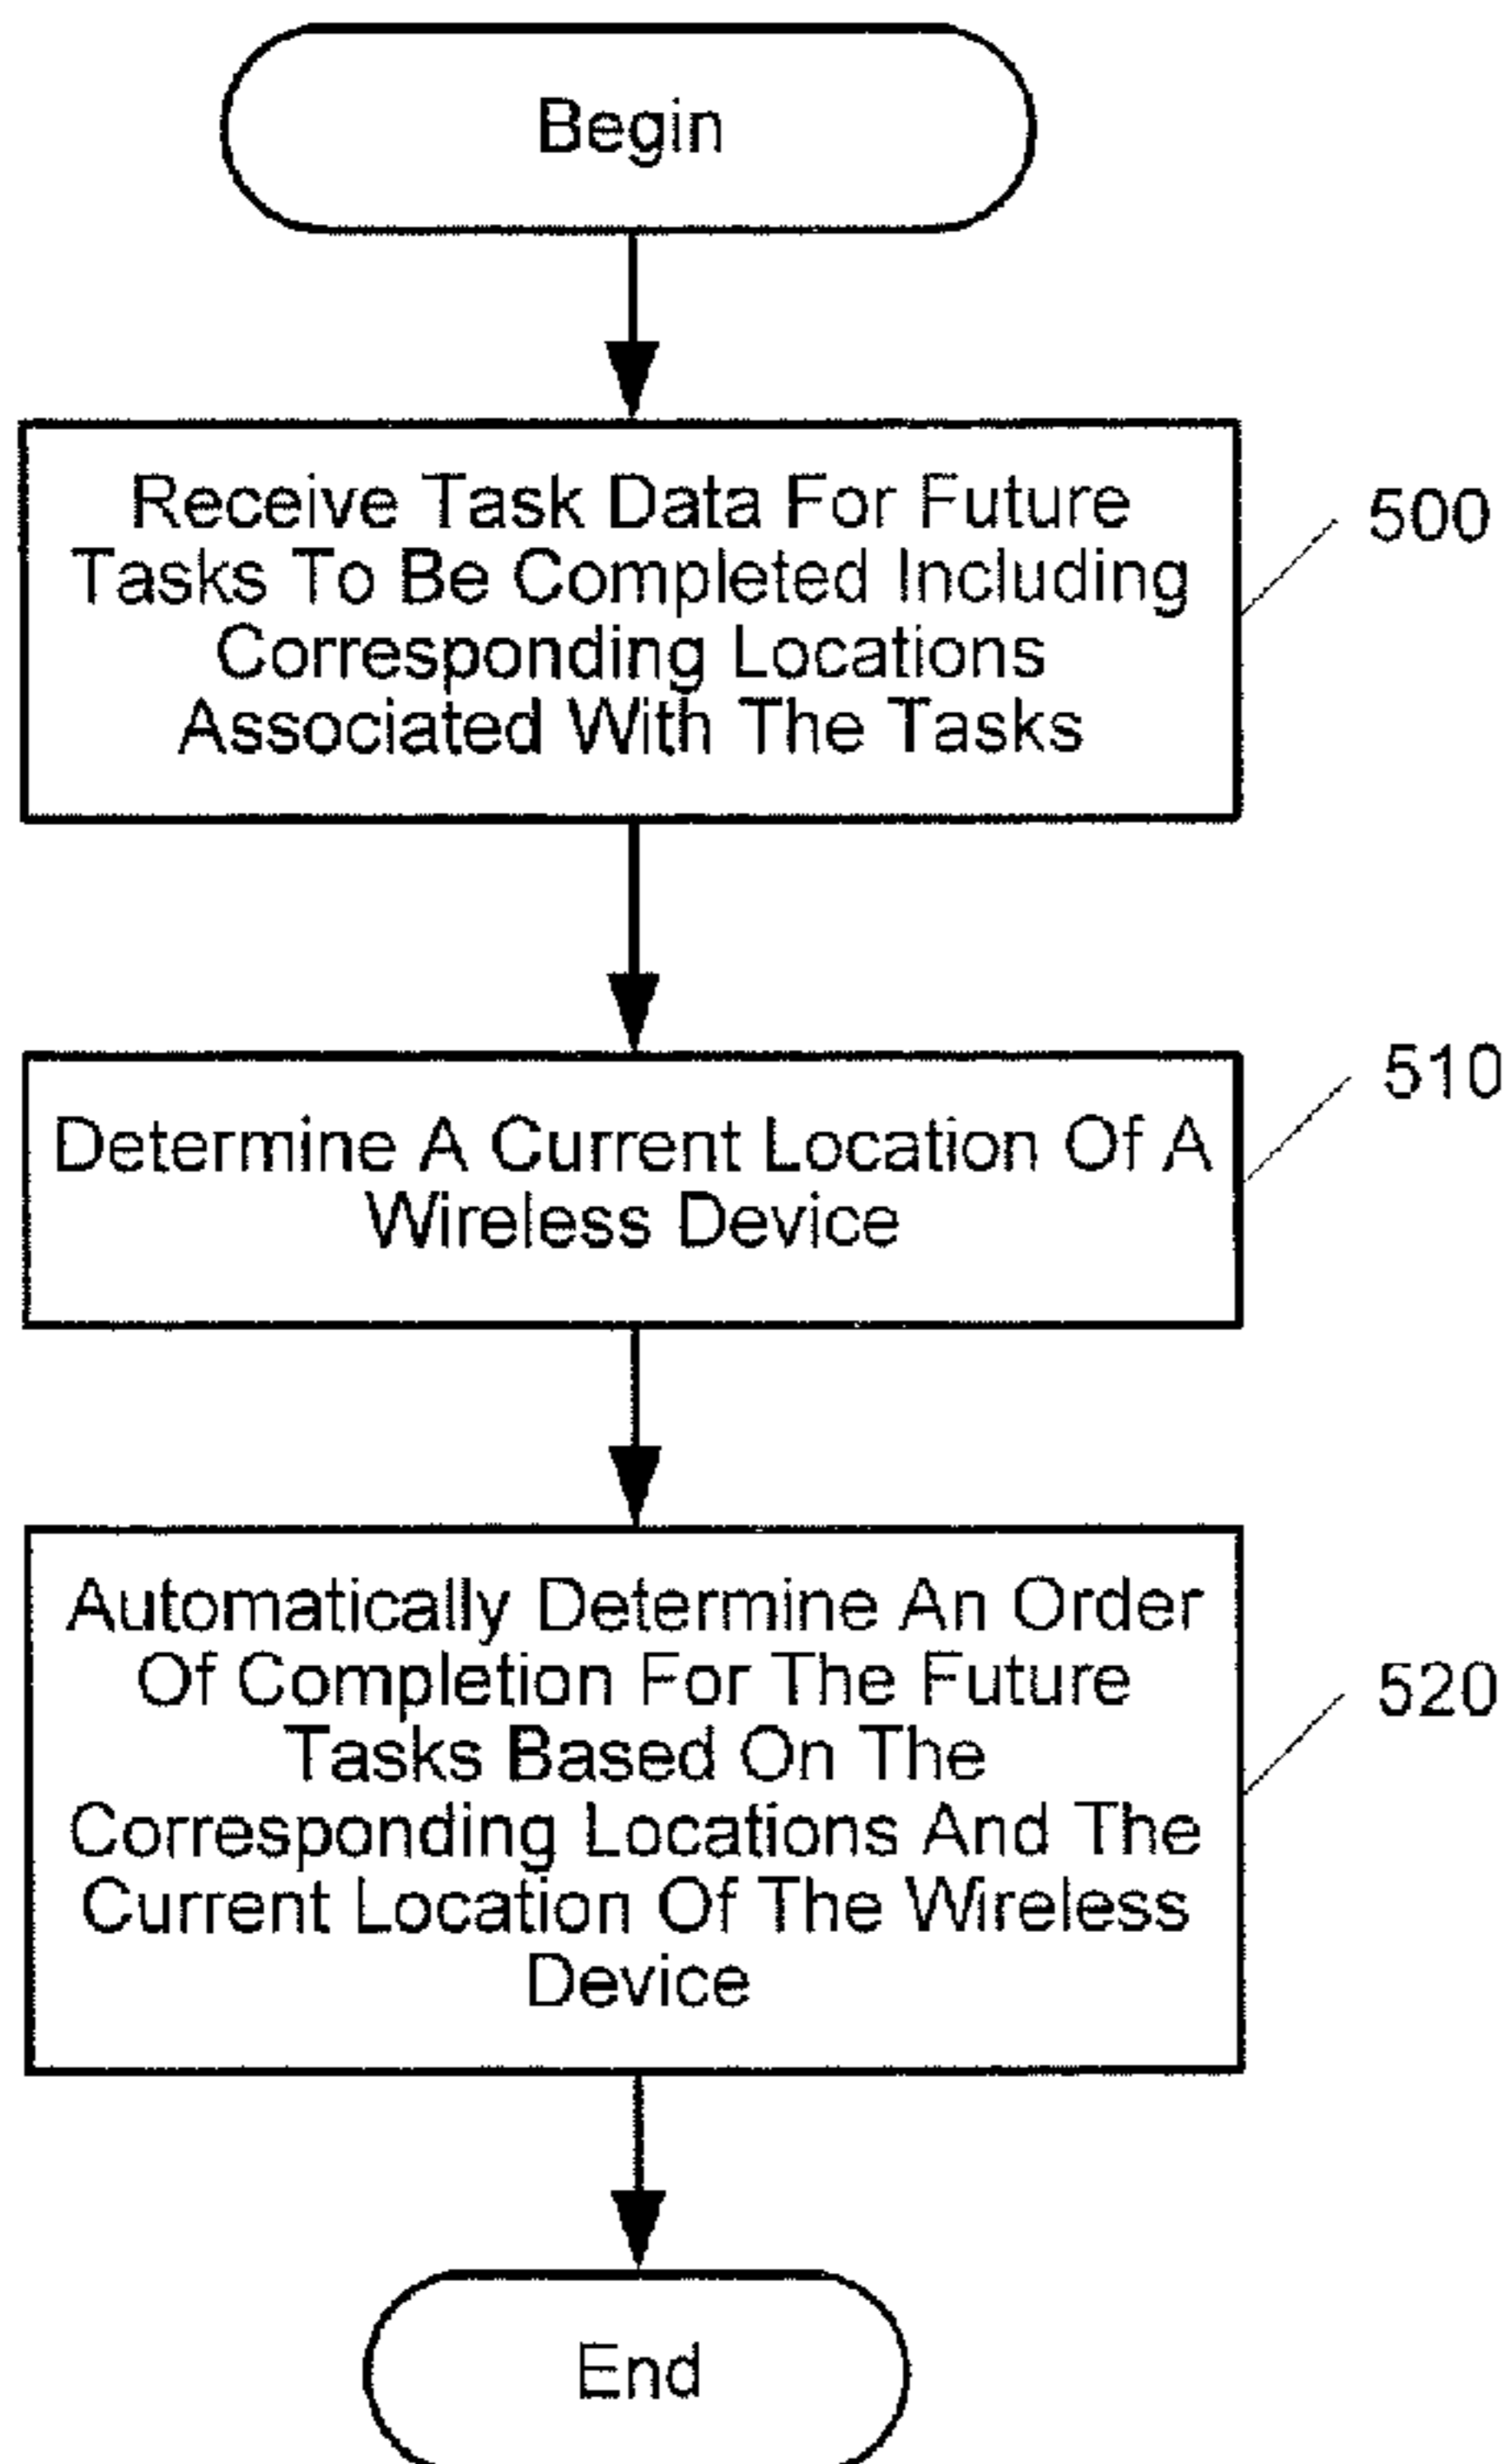 Begin
Receive Task Data For Future
Tasks To Be Completed Including
Corresponding Locations
Associated With The Tasks
500
Determine A Current Location Of A
Wireless Device
510
Automatically Determine An Order
Of Completion For The Future
Tasks Based On The
Corresponding Locations And The
Current Location Of The Wireless
Device
520
End